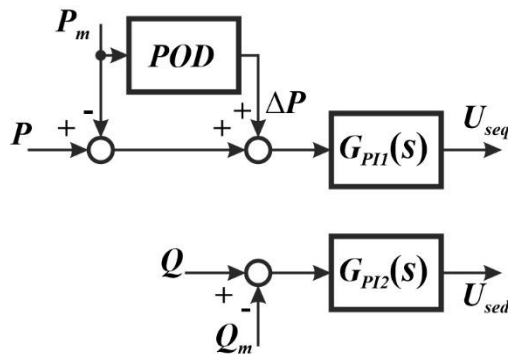 P_m
POD
- + ΔP
P + + G_PI1(s) U_seq
Q G_PI2(s) U_sed
+ -
Q_m